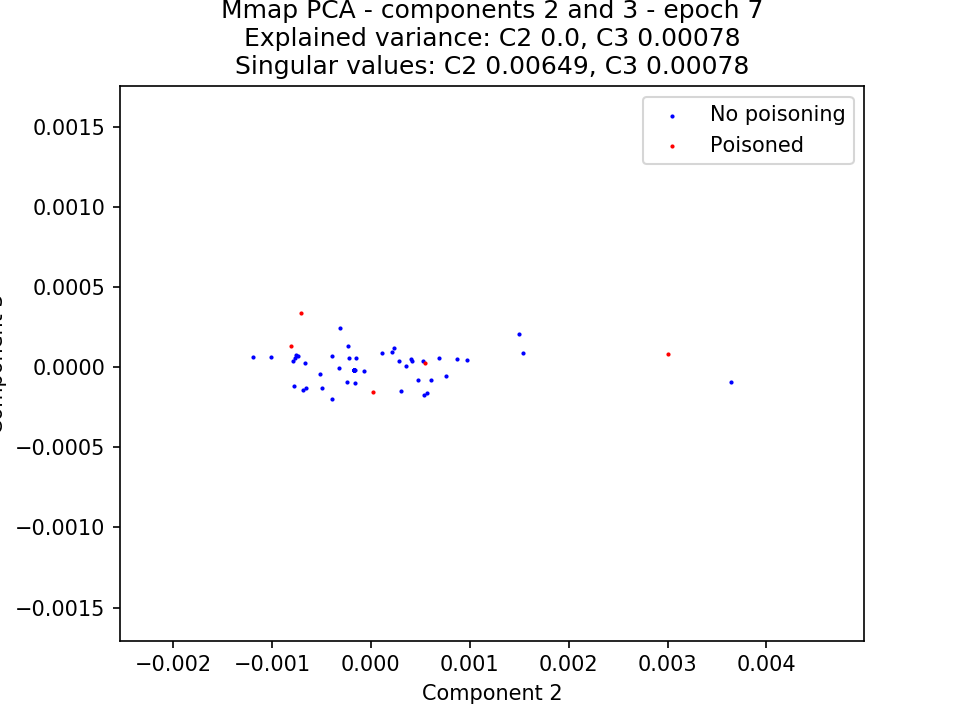 Mmap PCA - components 2 and 3 - epoch 7
Explained variance: C2 0.0, C3 0.00078
Singular values: C2 0.00649, C3 0.00078
No poisoning
Poisoned
0.0015
0.0010
0.0005
0.0000
−0.0005
−0.0010
−0.0015
−0.002 −0.001 0.000 0.001 0.002 0.003 0.004
Component 2